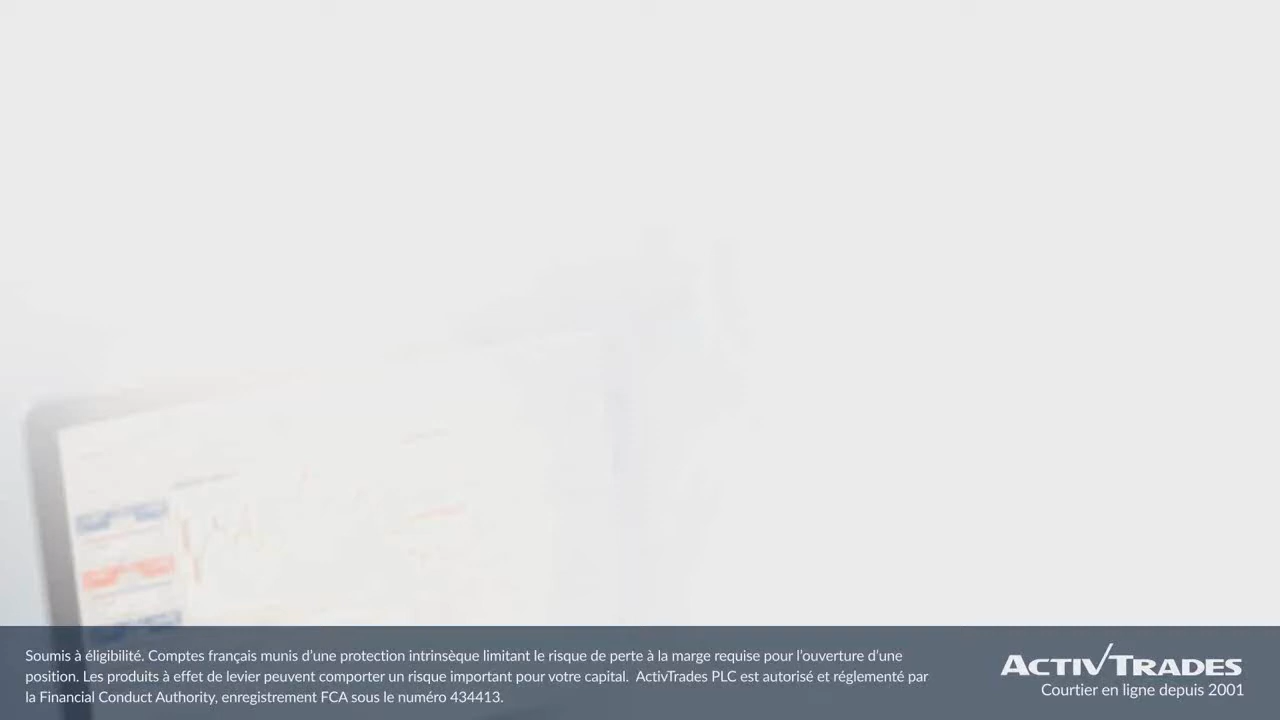 Soumis à éligibilité. Comptes français munis d’une protection intrinsèque limitant le risque de perte à la marge requise pour l’ouverture d’une
position. Les produits à effet de levier peuvent comporter un risque important pour votre capital.  ActivTrades PLC est autorisé et réglementé par
la Financial Conduct Authority, enregistrement FCA sous le numéro 434413.
ACTIVTRADES
Courtier en ligne depuis 2001